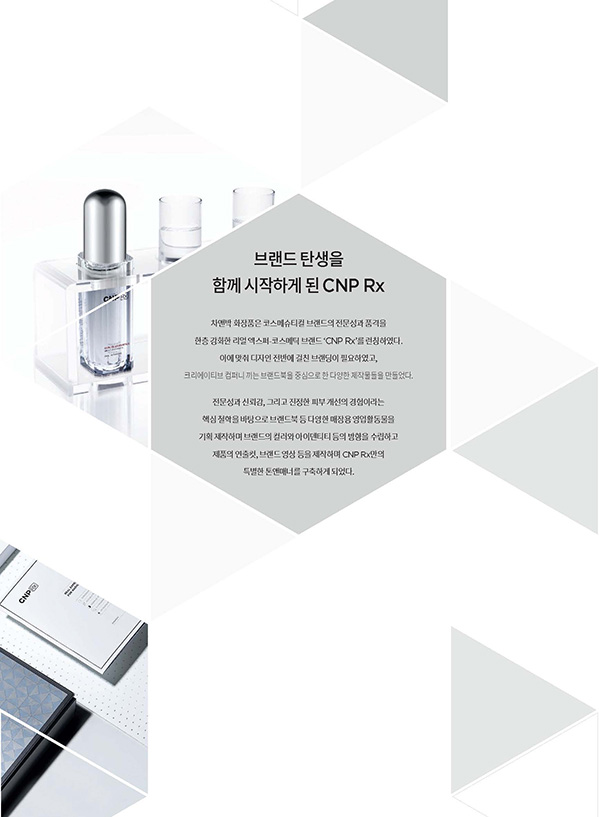 브랜드 탄생을
함께 시작하게 된 CNP Rx
차앤박 화장품은 코스메슈티컬 브랜드의 전문성과 품격을
한층 강화한 리얼 엑스퍼-코스메틱 브랜드 ‘CNP Rx’를 런칭하였다.
이에 맞춰 디자인 전반에 걸친 브랜딩이 필요하였고,
크리에이티브 컴퍼니 끼는 브랜드북을 중심으로 한 다양한 제작물들을 만들었다.
전문성과 신뢰감, 그리고 진정한 피부 개선의 경험이라는
핵심 철학을 바탕으로 브랜드북 등 다양한 매장용 영업활동물을
기획 제작하며 브랜드의 컬러와 아이덴티티 등의 범휨을 수립하고
제품의 연출컷, 브랜드 영상 등을 제작하며 CNP Rx만의
특별한 톤앤매너를 구축하게 되었다.
CNP Rx
CNP Rx